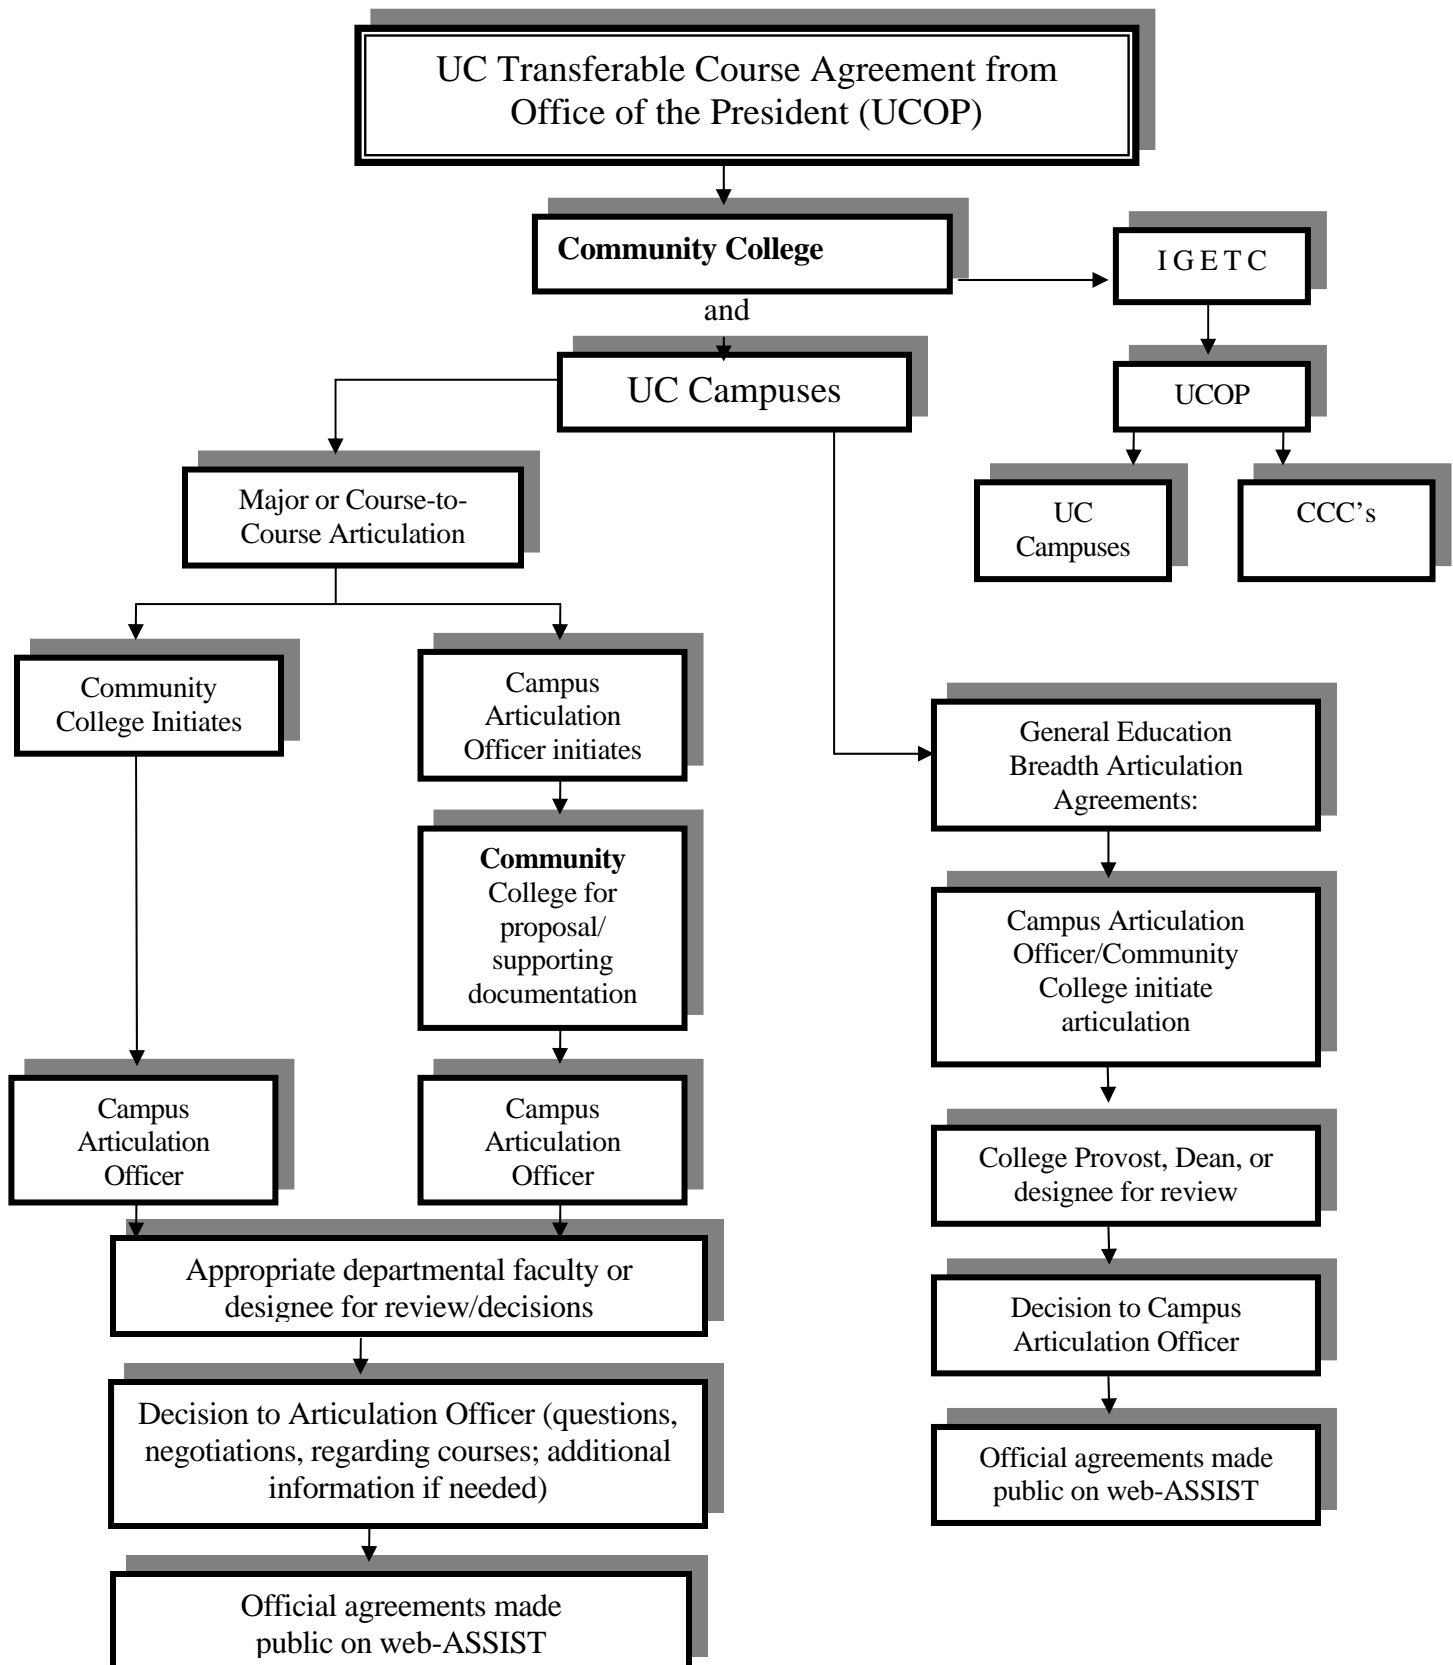 UC Transferable Course Agreement from
Office of the President (UCOP)
Community College
I G E T C
and
UC Campuses
UCOP
UC
Campuses
CCC’s
Major or Course-to-
Course Articulation
Community
College Initiates
Campus
Articulation
Officer initiates
General Education
Breadth Articulation
Agreements:
Community
College for
proposal/
supporting
documentation
Campus Articulation
Officer/Community
College initiate
articulation
Campus
Articulation
Officer
Campus
Articulation
Officer
College Provost, Dean, or
designee for review
Appropriate departmental faculty or
designee for review/decisions
Decision to Campus
Articulation Officer
Decision to Articulation Officer (questions,
negotiations, regarding courses; additional
information if needed)
Official agreements made
public on web-ASSIST
Official agreements made
public on web-ASSIST